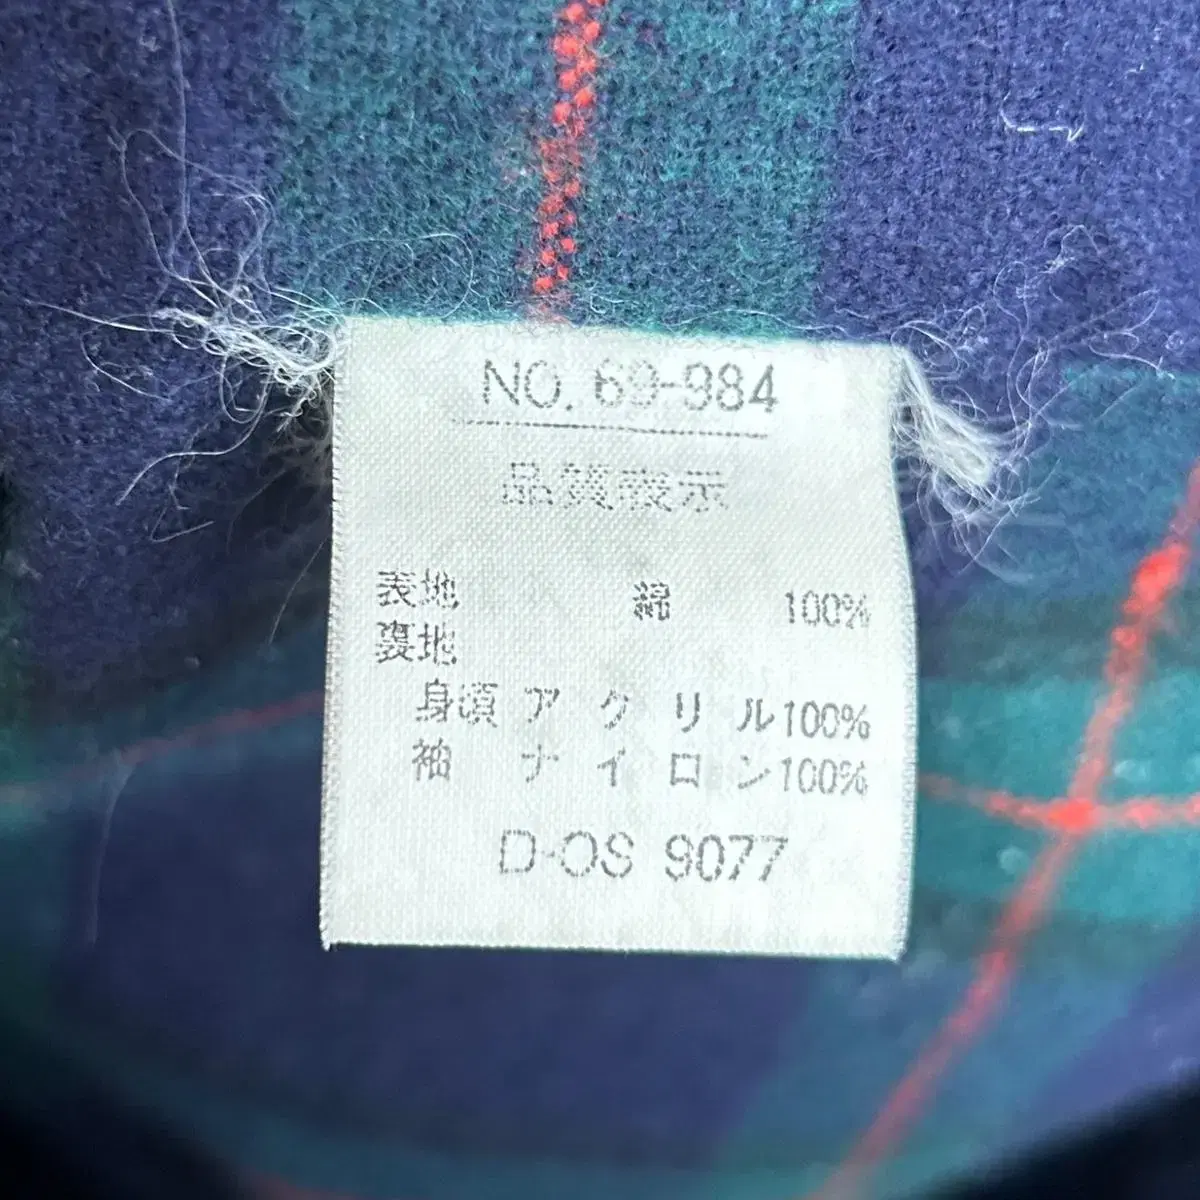 NO. 69-984
品質表示
表地 綿 100%
裏地
身頃 アクリル100%
袖 ナイロン100%
D-OS 9077